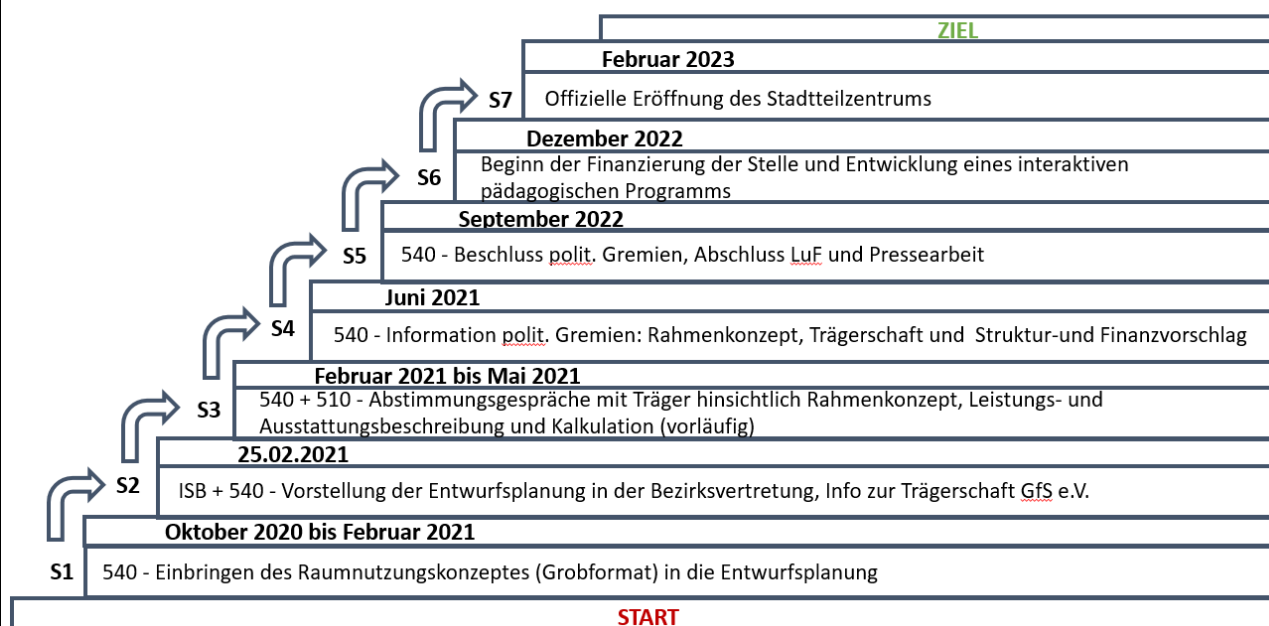 ZIEL
Februar 2023
S7 Offizielle Eröffnung des Stadtteilzentrums
Dezember 2022
S6 Beginn der Finanzierung der Stelle und Entwicklung eines interaktiven
pädagogischen Programms
September 2022
S5 540 - Beschluss polit. Gremien, Abschluss LuF und Pressearbeit
Juni 2021
S4 540 - Information polit. Gremien: Rahmenkonzept, Trägerschaft und Struktur-und Finanzvorschlag
Februar 2021 bis Mai 2021
S3 540 + 510 - Abstimmungsgespräche mit Träger hinsichtlich Rahmenkonzept, Leistungs- und
Ausstattungsbeschreibung und Kalkulation (vorläufig)
25.02.2021
S2 ISB + 540 - Vorstellung der Entwurfsplanung in der Bezirksvertretung, Info zur Trägerschaft GfS e.V.
Oktober 2020 bis Februar 2021
S1 540 - Einbringen des Raumnutzungskonzeptes (Grobformat) in die Entwurfsplanung
START